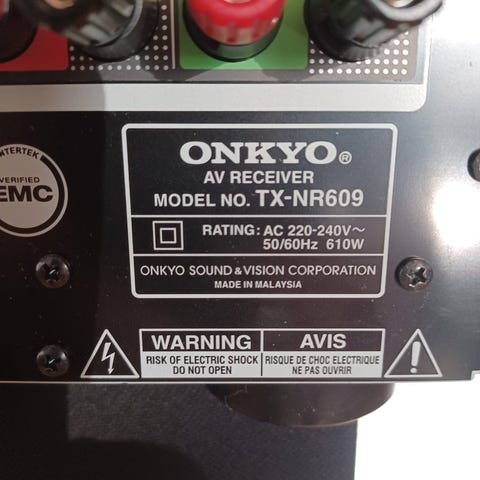 INTERTEK
VERIFIED
EMC
ONKYO®
AV RECEIVER
MODEL NO. TX-NR609
RATING: AC 220-240V～
50/60Hz 610W
ONKYO SOUND & VISION CORPORATION
MADE IN MALAYSIA
WARNING
RISK OF ELECTRIC SHOCK
DO NOT OPEN
AVIS
RISQUE DE CHOC ELECTRIQUE
NE PAS OUVRIR